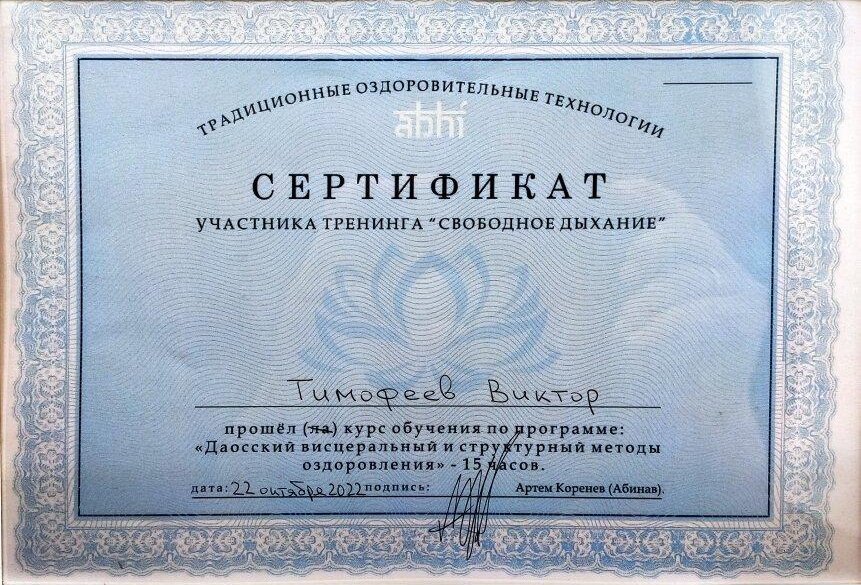 ТРАДИЦИОННЫЕ ОЗДОРОВИТЕЛЬНЫЕ ТЕХНОЛОГИИ
abhi
СЕРТИФИКАТ
УЧАСТНИКА ТРЕНИНГА "СВОБОДНОЕ ДЫХАНИЕ"
Тимофеев Виктор
прошёл (ла) курс обучения по программе:
«Даосский висцеральный и структурный методы
оздоровления» - 15 часов.
дата: 22 октября 2022 подпись: Артем Коренев (Абинав).